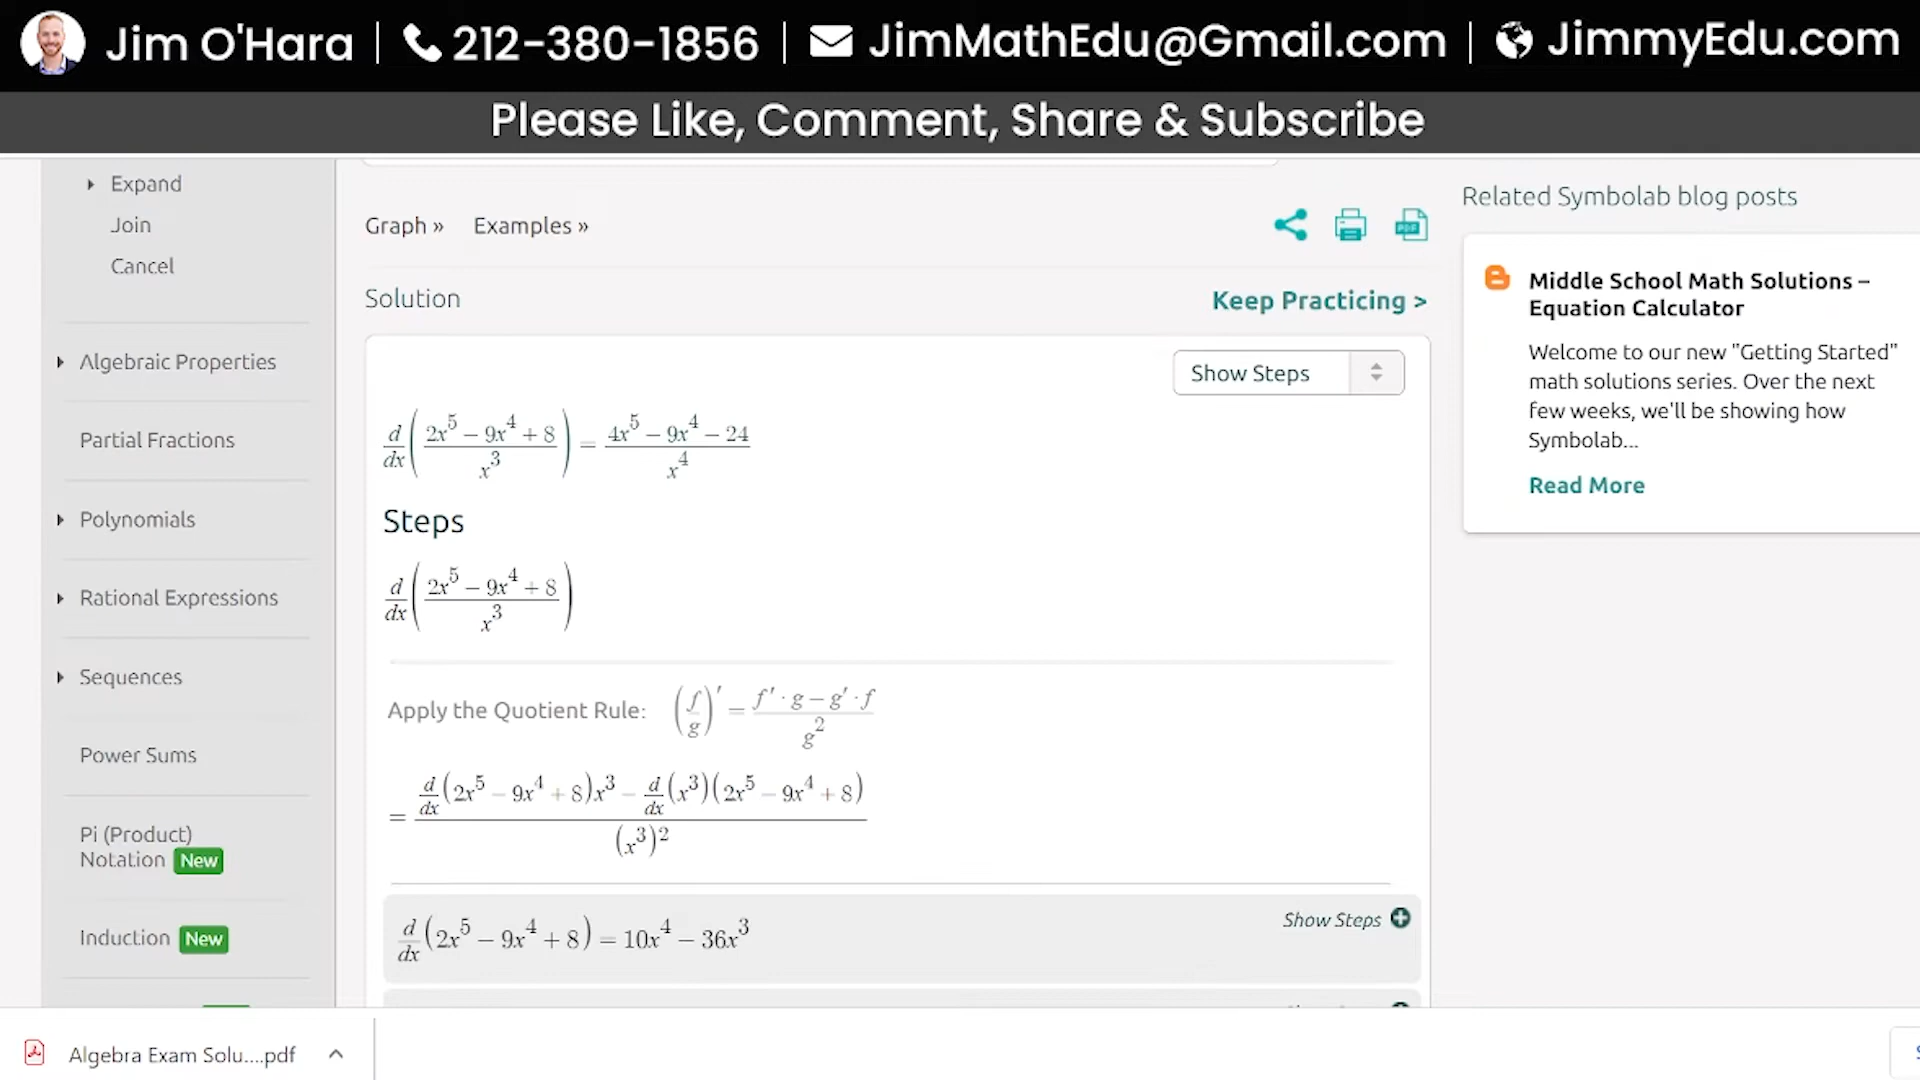 Jim O'Hara | 212-380-1856 | JimMathEdu@Gmail.com | JimmyEdu.com
Please Like, Comment, Share & Subscribe
Expand
Join
Cancel
Algebraic Properties
Partial Fractions
Polynomials
Rational Expressions
Sequences
Power Sums
Pi (Product)
Notation New
Induction New
Graph » Examples »
Solution
Keep Practicing >
Show Steps
d/dx((2x^5 − 9x^4 + 8)/x^3) = (4x^5 − 9x^4 − 24)/x^4
Steps
d/dx((2x^5 − 9x^4 + 8)/x^3)
Apply the Quotient Rule: (f/g)′ = (f′ · g − g′ · f)/g^2
= (d/dx(2x^5 − 9x^4 + 8)x^3 − d/dx(x^3)(2x^5 − 9x^4 + 8))/(x^3)^2
Show Steps
d/dx(2x^5 − 9x^4 + 8) = 10x^4 − 36x^3
Related Symbolab blog posts
Middle School Math Solutions –
Equation Calculator
Welcome to our new "Getting Started"
math solutions series. Over the next
few weeks, we'll be showing how
Symbolab...
Read More
Algebra Exam Solu....pdf